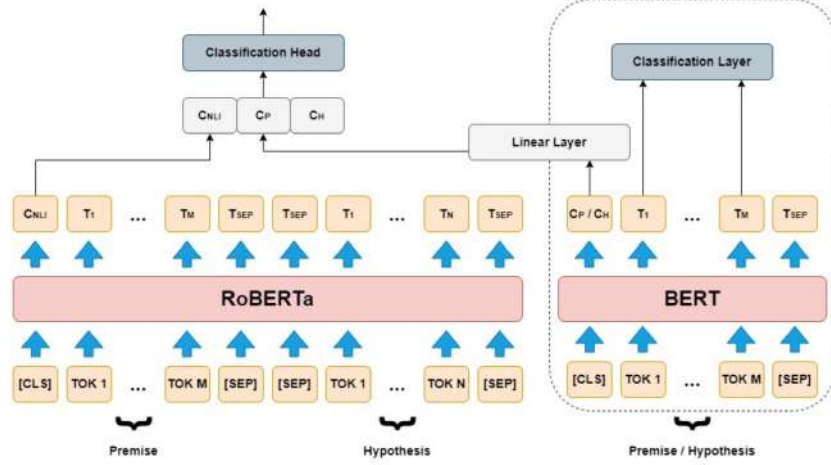 Classification Head
Classification Layer
CNLI CP CH
Linear Layer
CNLI T1 ... TM TSEP TSEP T1 ... TN TSEP
CP / CH T1 ... TM TSEP
RoBERTa
BERT
[CLS] TOK 1 ... TOK M [SEP] [SEP] TOK 1 ... TOK N [SEP]
[CLS] TOK 1 ... TOK M [SEP]
Premise
Hypothesis
Premise / Hypothesis